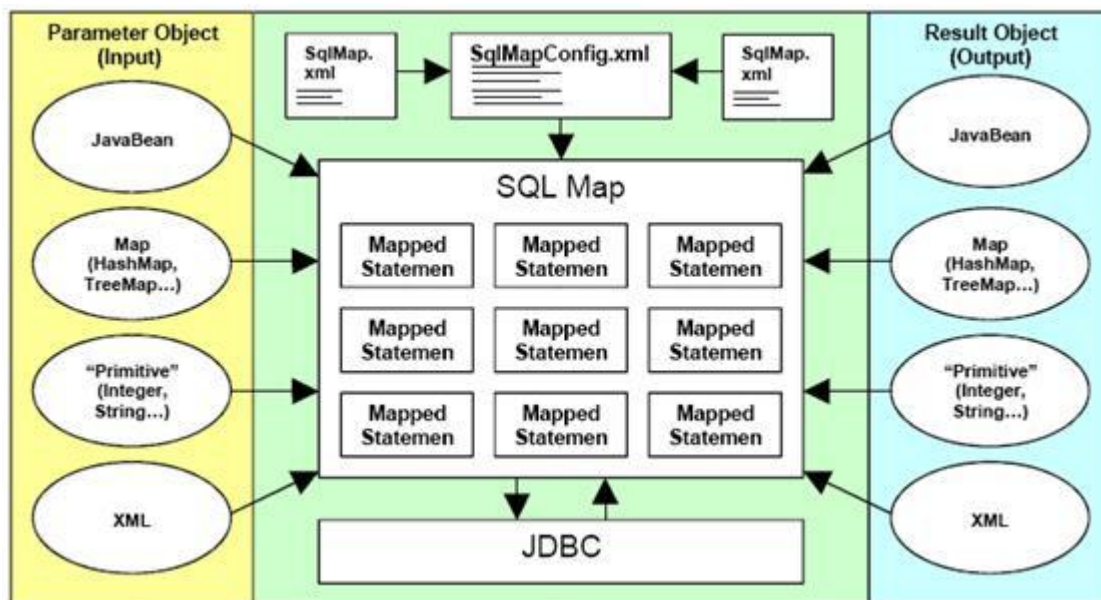 Parameter Object
(Input)
JavaBean
Map
(HashMap,
TreeMap…)
“Primitive”
(Integer,
String…)
XML
SqlMap.
xml
SqlMapConfig.xml
SqlMap.
xml
SQL Map
Mapped
Statemen
Mapped
Statemen
Mapped
Statemen
Mapped
Statemen
Mapped
Statemen
Mapped
Statemen
Mapped
Statemen
Mapped
Statemen
Mapped
Statemen
JDBC
Result Object
(Output)
JavaBean
Map
(HashMap,
TreeMap…)
“Primitive”
(Integer,
String…)
XML